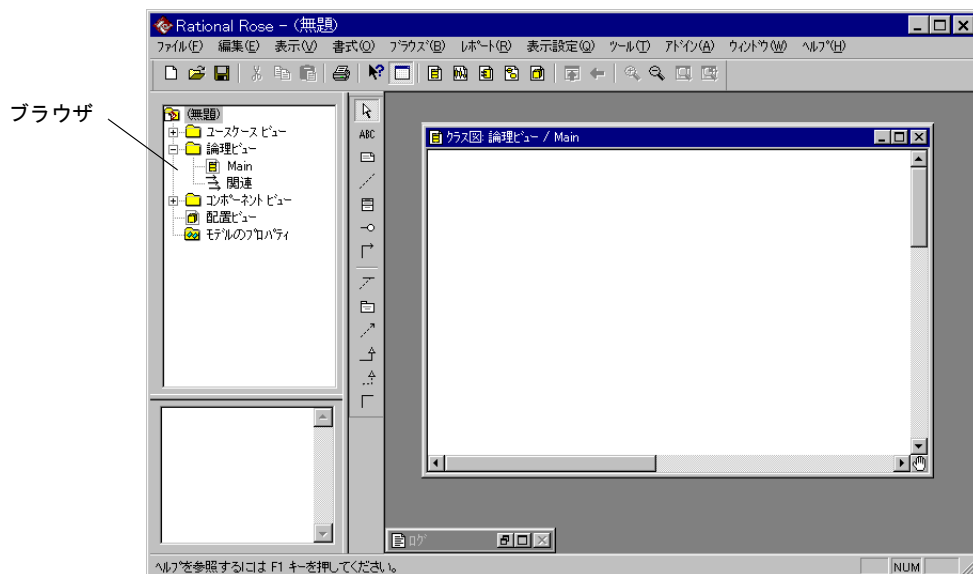 Rational Rose - (無題)
ﾌｧｲﾙ(F) 編集(E) 表示(V) 書式(O) ﾌﾞﾗｳｽﾞ(B) ﾚﾎﾟｰﾄ(R) 表示設定(O) ﾂｰﾙ(T) ｱﾄﾞｲﾝ(A) ｳｨﾝﾄﾞｳ(W) ﾍﾙﾌﾟ(H)
ブラウザ
(無題)
ﾕｰｽｹｰｽ ﾋﾞｭｰ
論理ﾋﾞｭｰ
Main
関連
ｺﾝﾎﾟｰﾈﾝﾄ ﾋﾞｭｰ
配置ﾋﾞｭｰ
ﾓﾃﾞﾙのﾌﾟﾛﾊﾟﾃｨ
ABC
ｸﾗｽ図: 論理ﾋﾞｭｰ / Main
ﾛｸﾞ
ﾍﾙﾌﾟを参照するには F1 ｷｰを押してください。
NUM